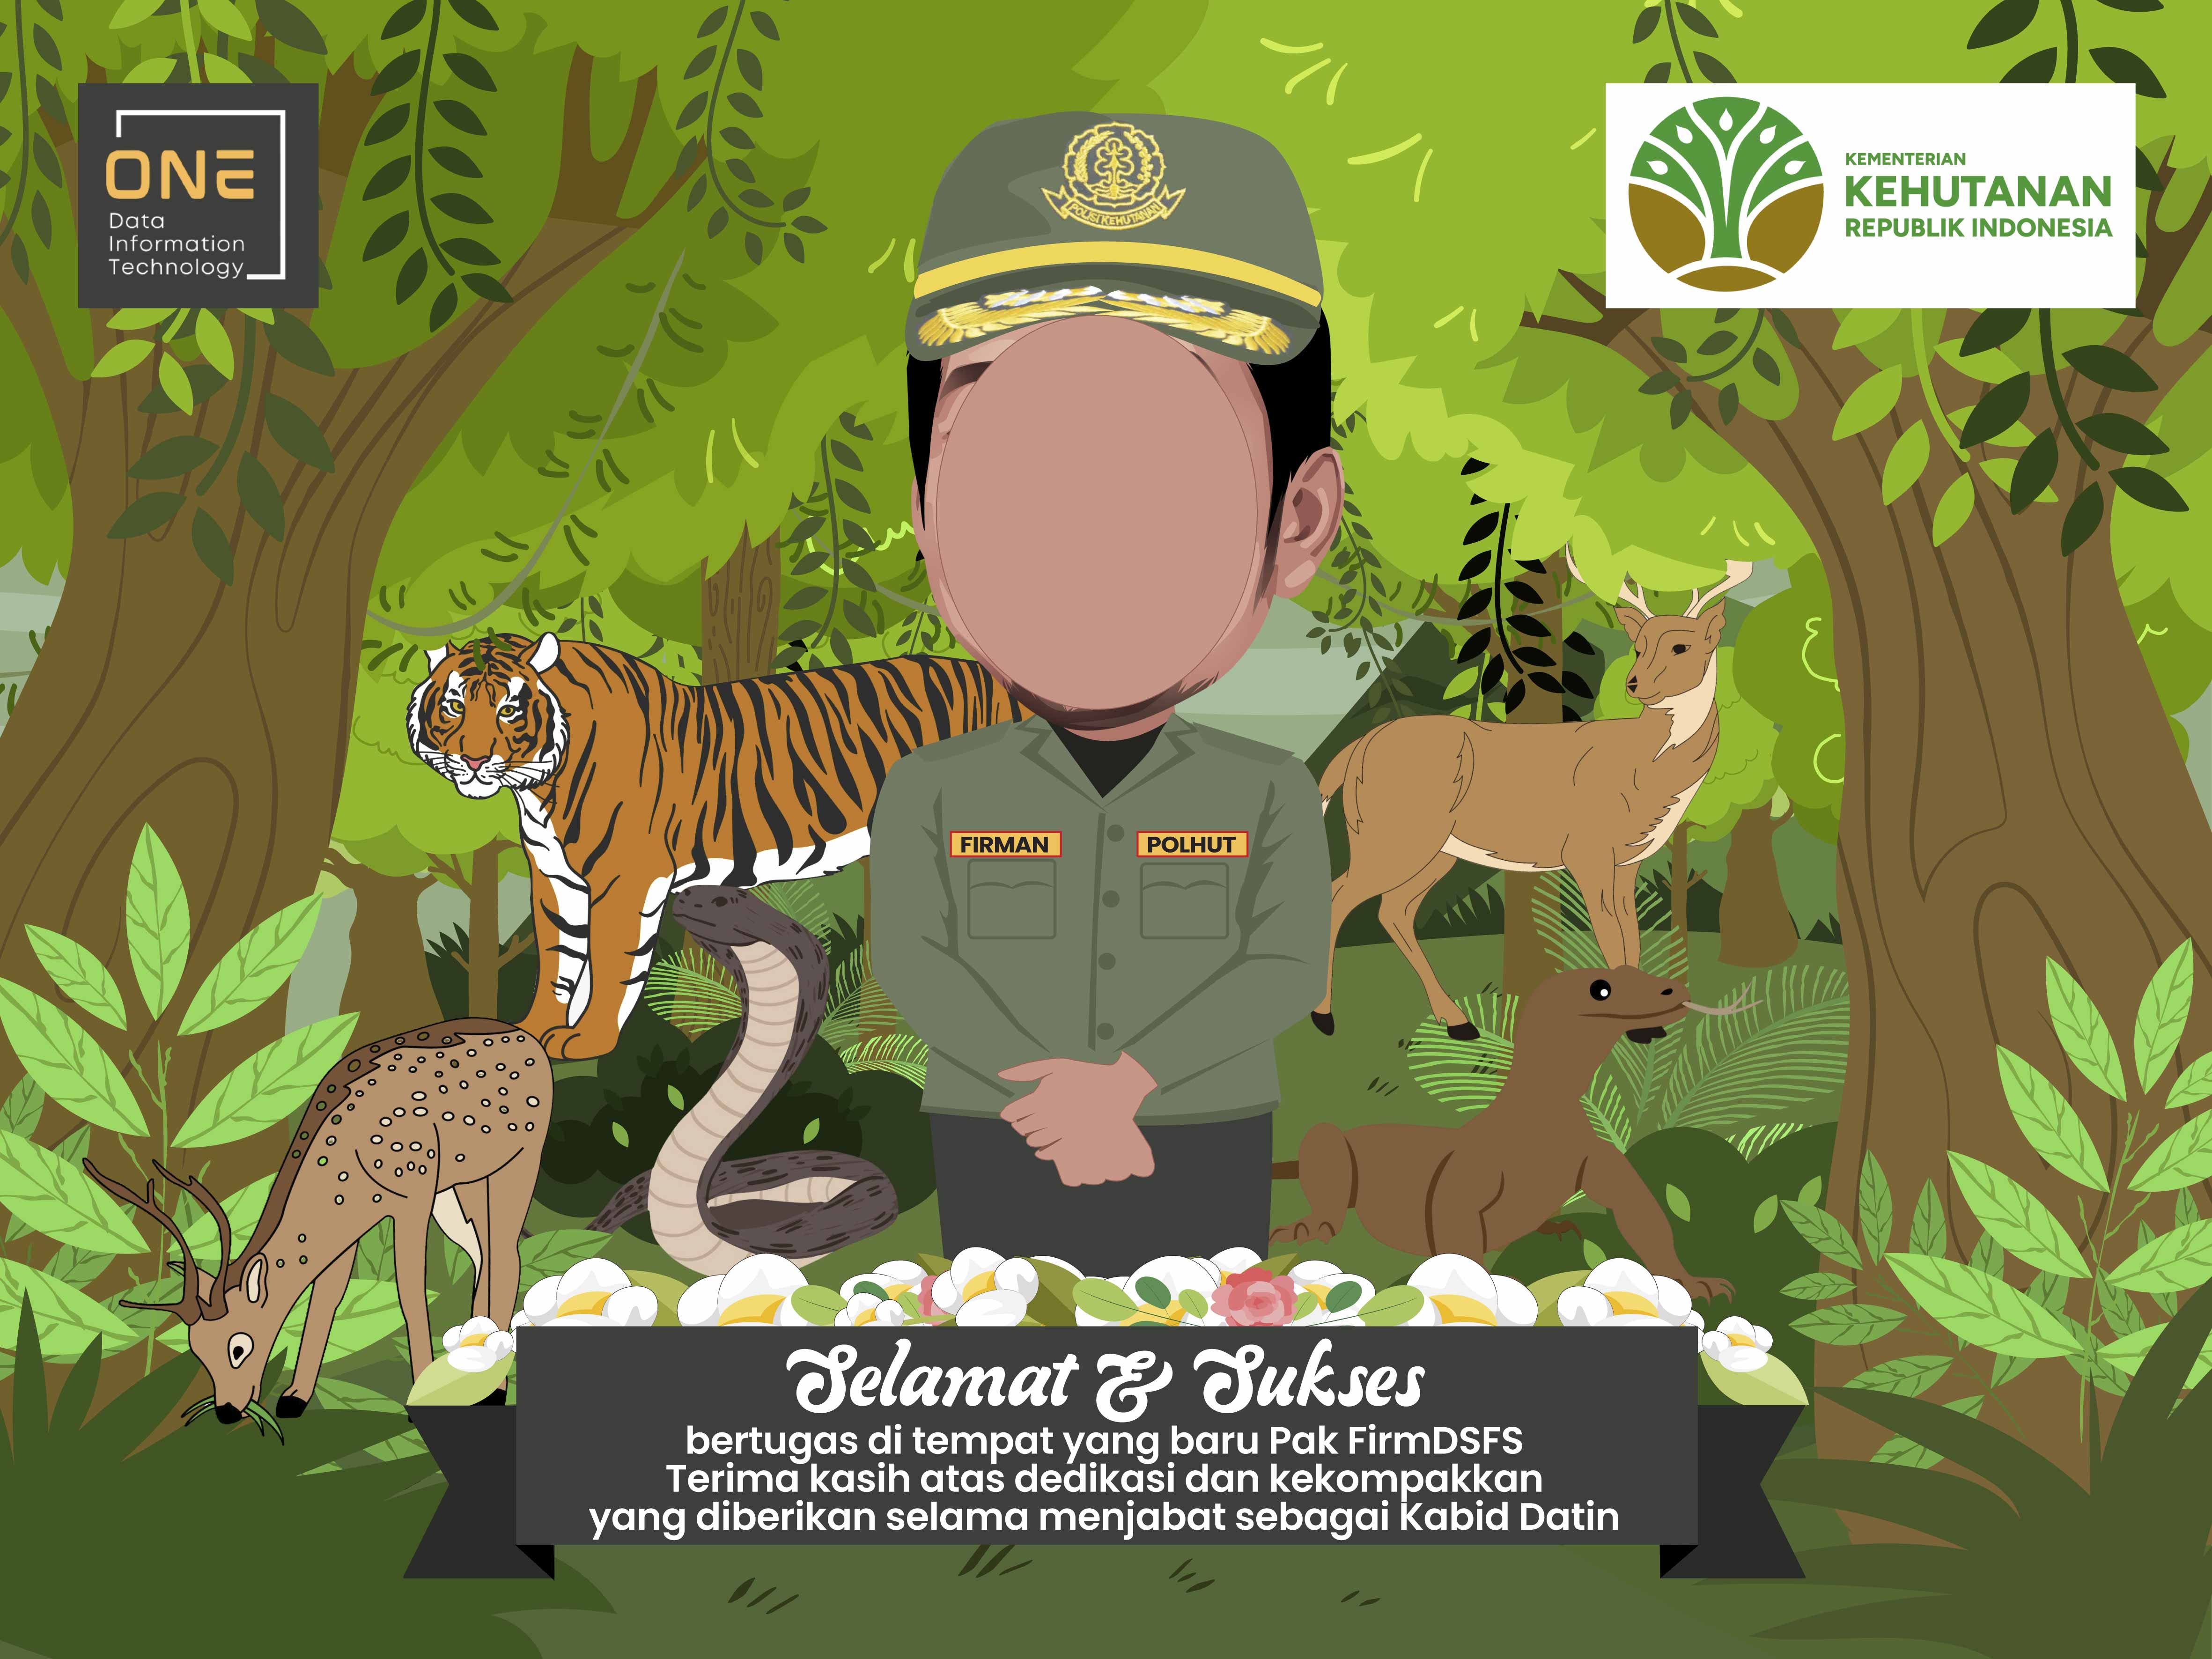 ONE
Data
Information
Technology
KEMENTERIAN
KEHUTANAN
REPUBLIK INDONESIA
POLISI KEHUTANAN
FIRMAN
POLHUT
Selamat & Sukses
bertugas di tempat yang baru Pak FirmDSFS
Terima kasih atas dedikasi dan kekompakkan
yang diberikan selama menjabat sebagai Kabid Datin